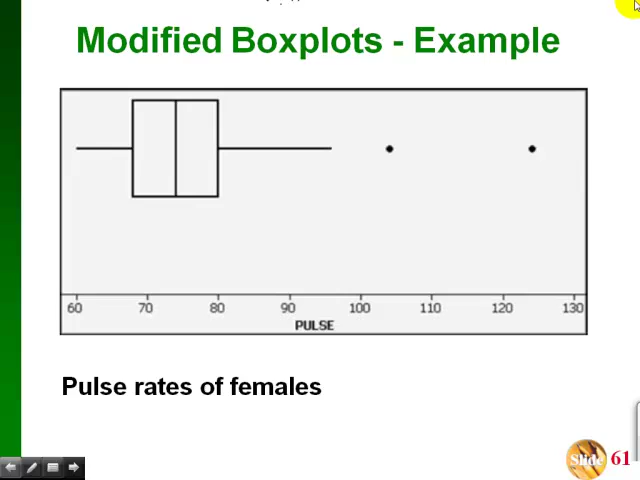 Modified Boxplots - Example
60 70 80 90 100 110 120 130
PULSE
Pulse rates of females
Slide 61